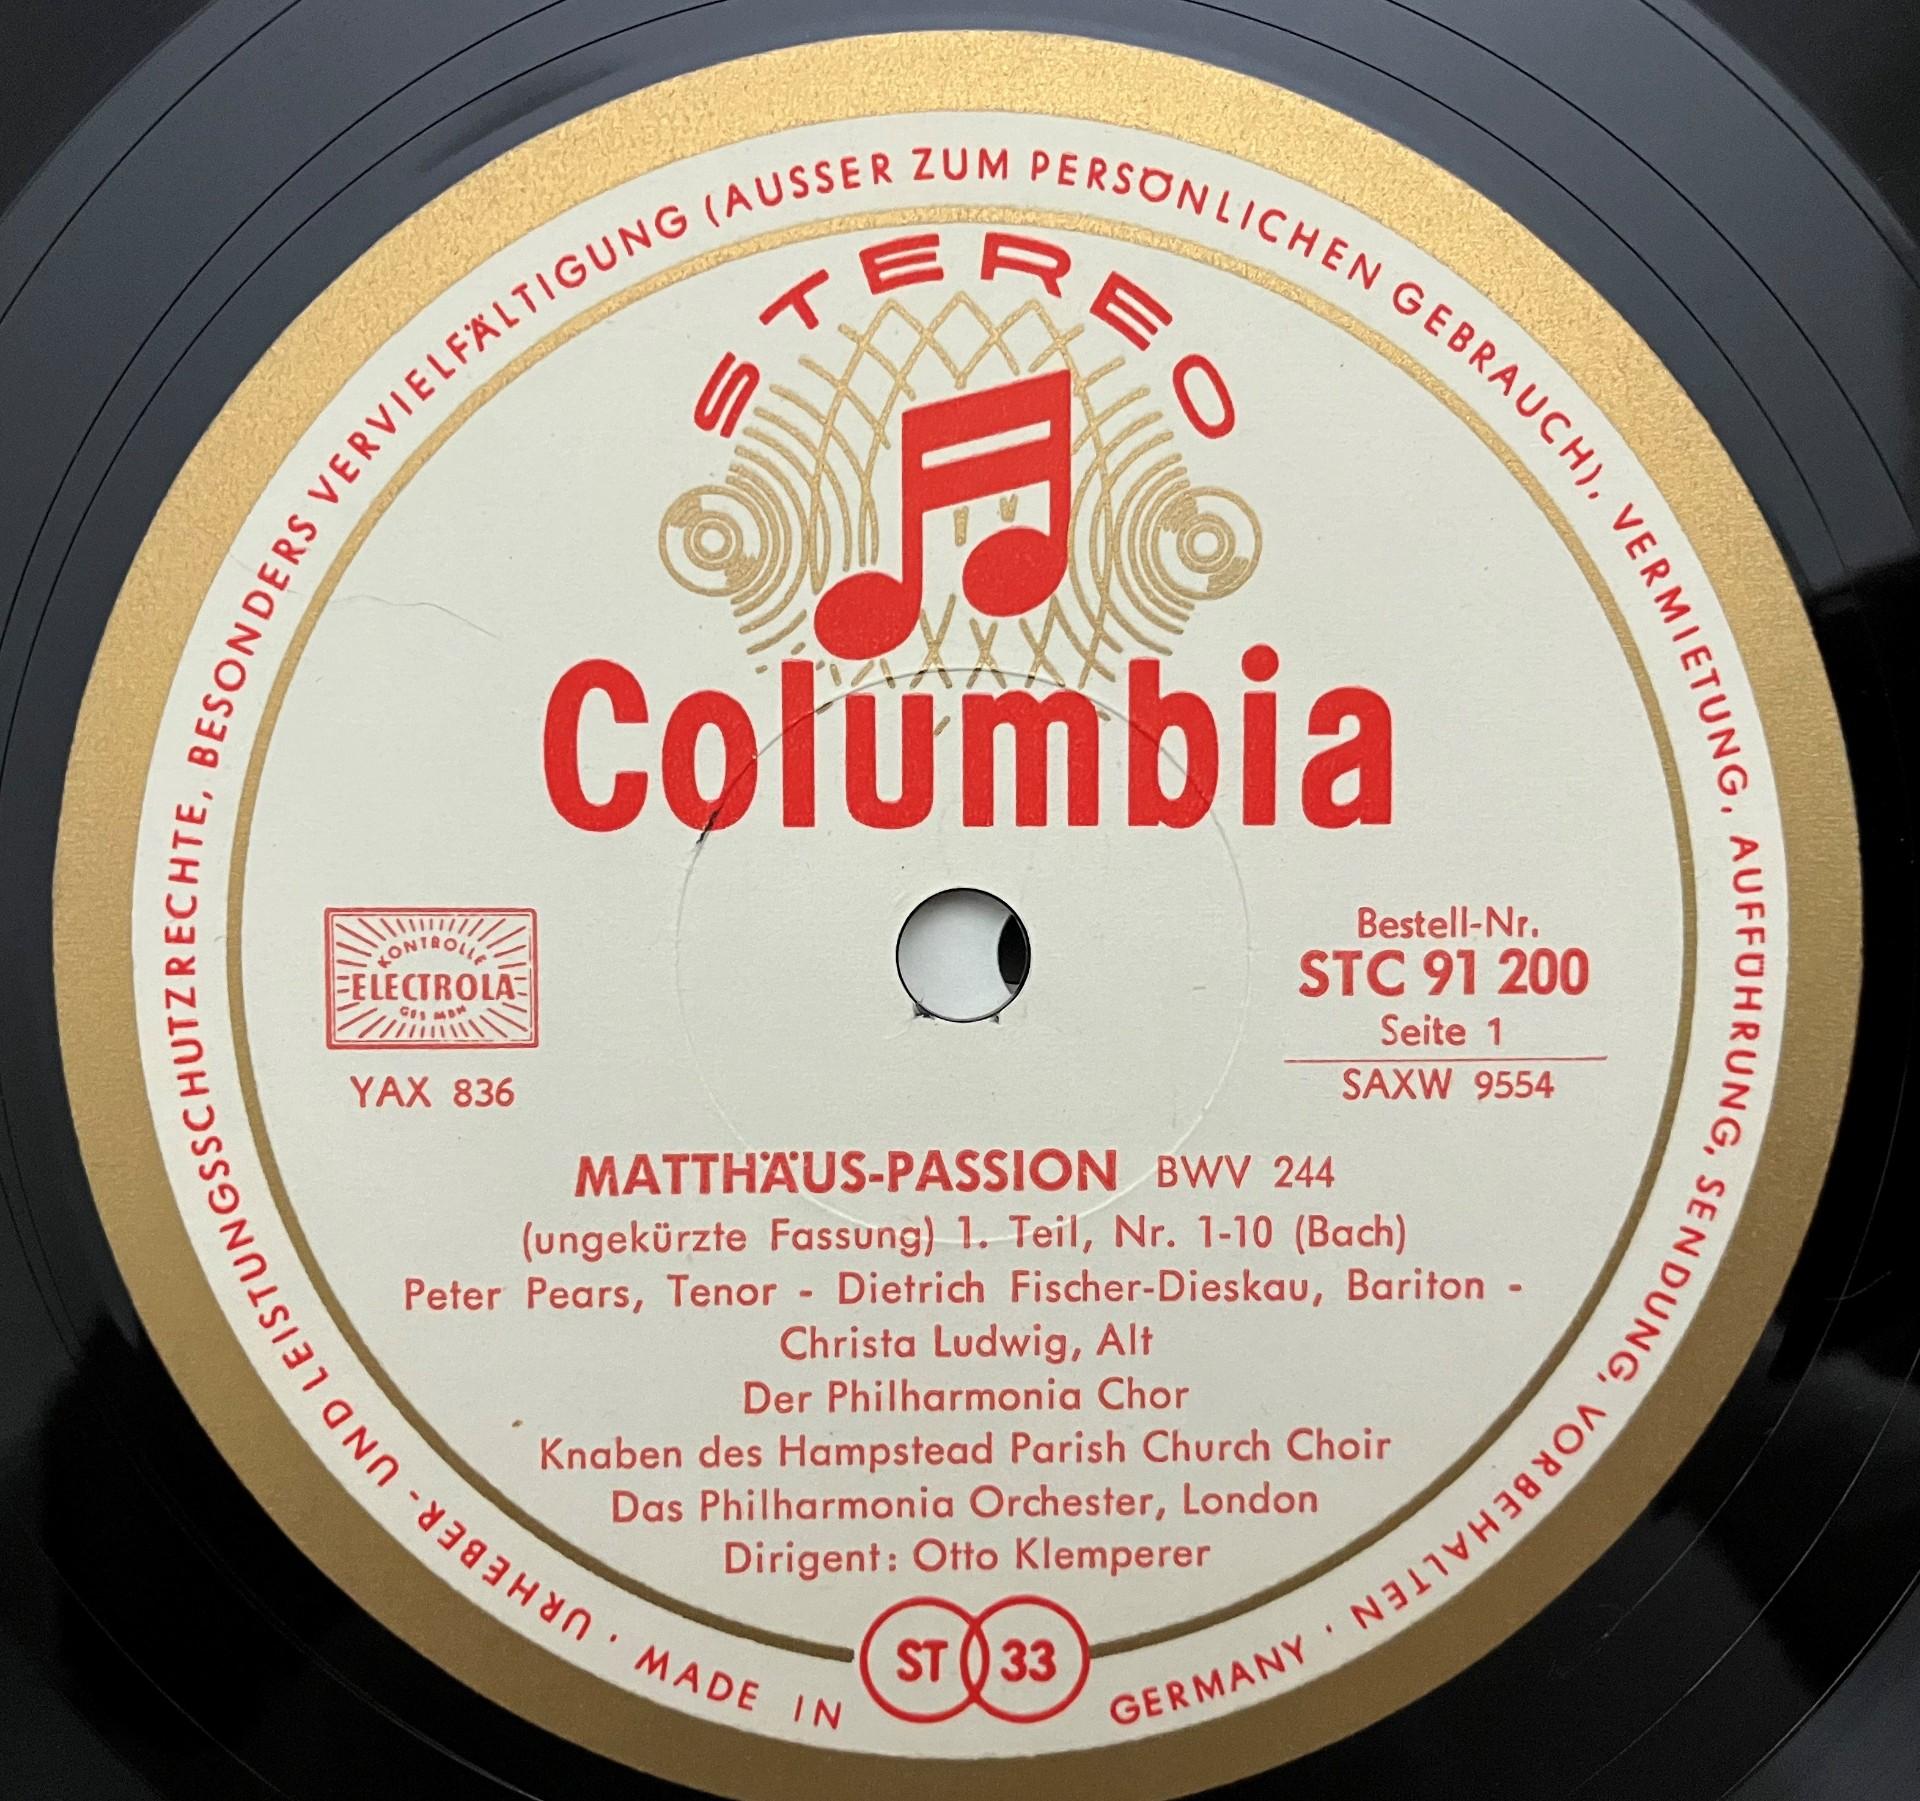 URHEBER- UND LEISTUNGSSCHUTZRECHTE, BESONDERS VERVIELFÄLTIGUNG (AUSSER ZUM PERSÖNLICHEN GEBRAUCH), VERMIETUNG, AUFFÜHRUNG, SENDUNG, VORBEHALTEN · MADE IN GERMANY ·
STEREO
Columbia
KONTROLLE
ELECTROLA
GES MBH
YAX 836
Bestell-Nr.
STC 91 200
Seite 1
SAXW 9554
MATTHÄUS-PASSION BWV 244
(ungekürzte Fassung) 1. Teil, Nr. 1-10 (Bach)
Peter Pears, Tenor - Dietrich Fischer-Dieskau, Bariton -
Christa Ludwig, Alt
Der Philharmonia Chor
Knaben des Hampstead Parish Church Choir
Das Philharmonia Orchester, London
Dirigent: Otto Klemperer
ST 33